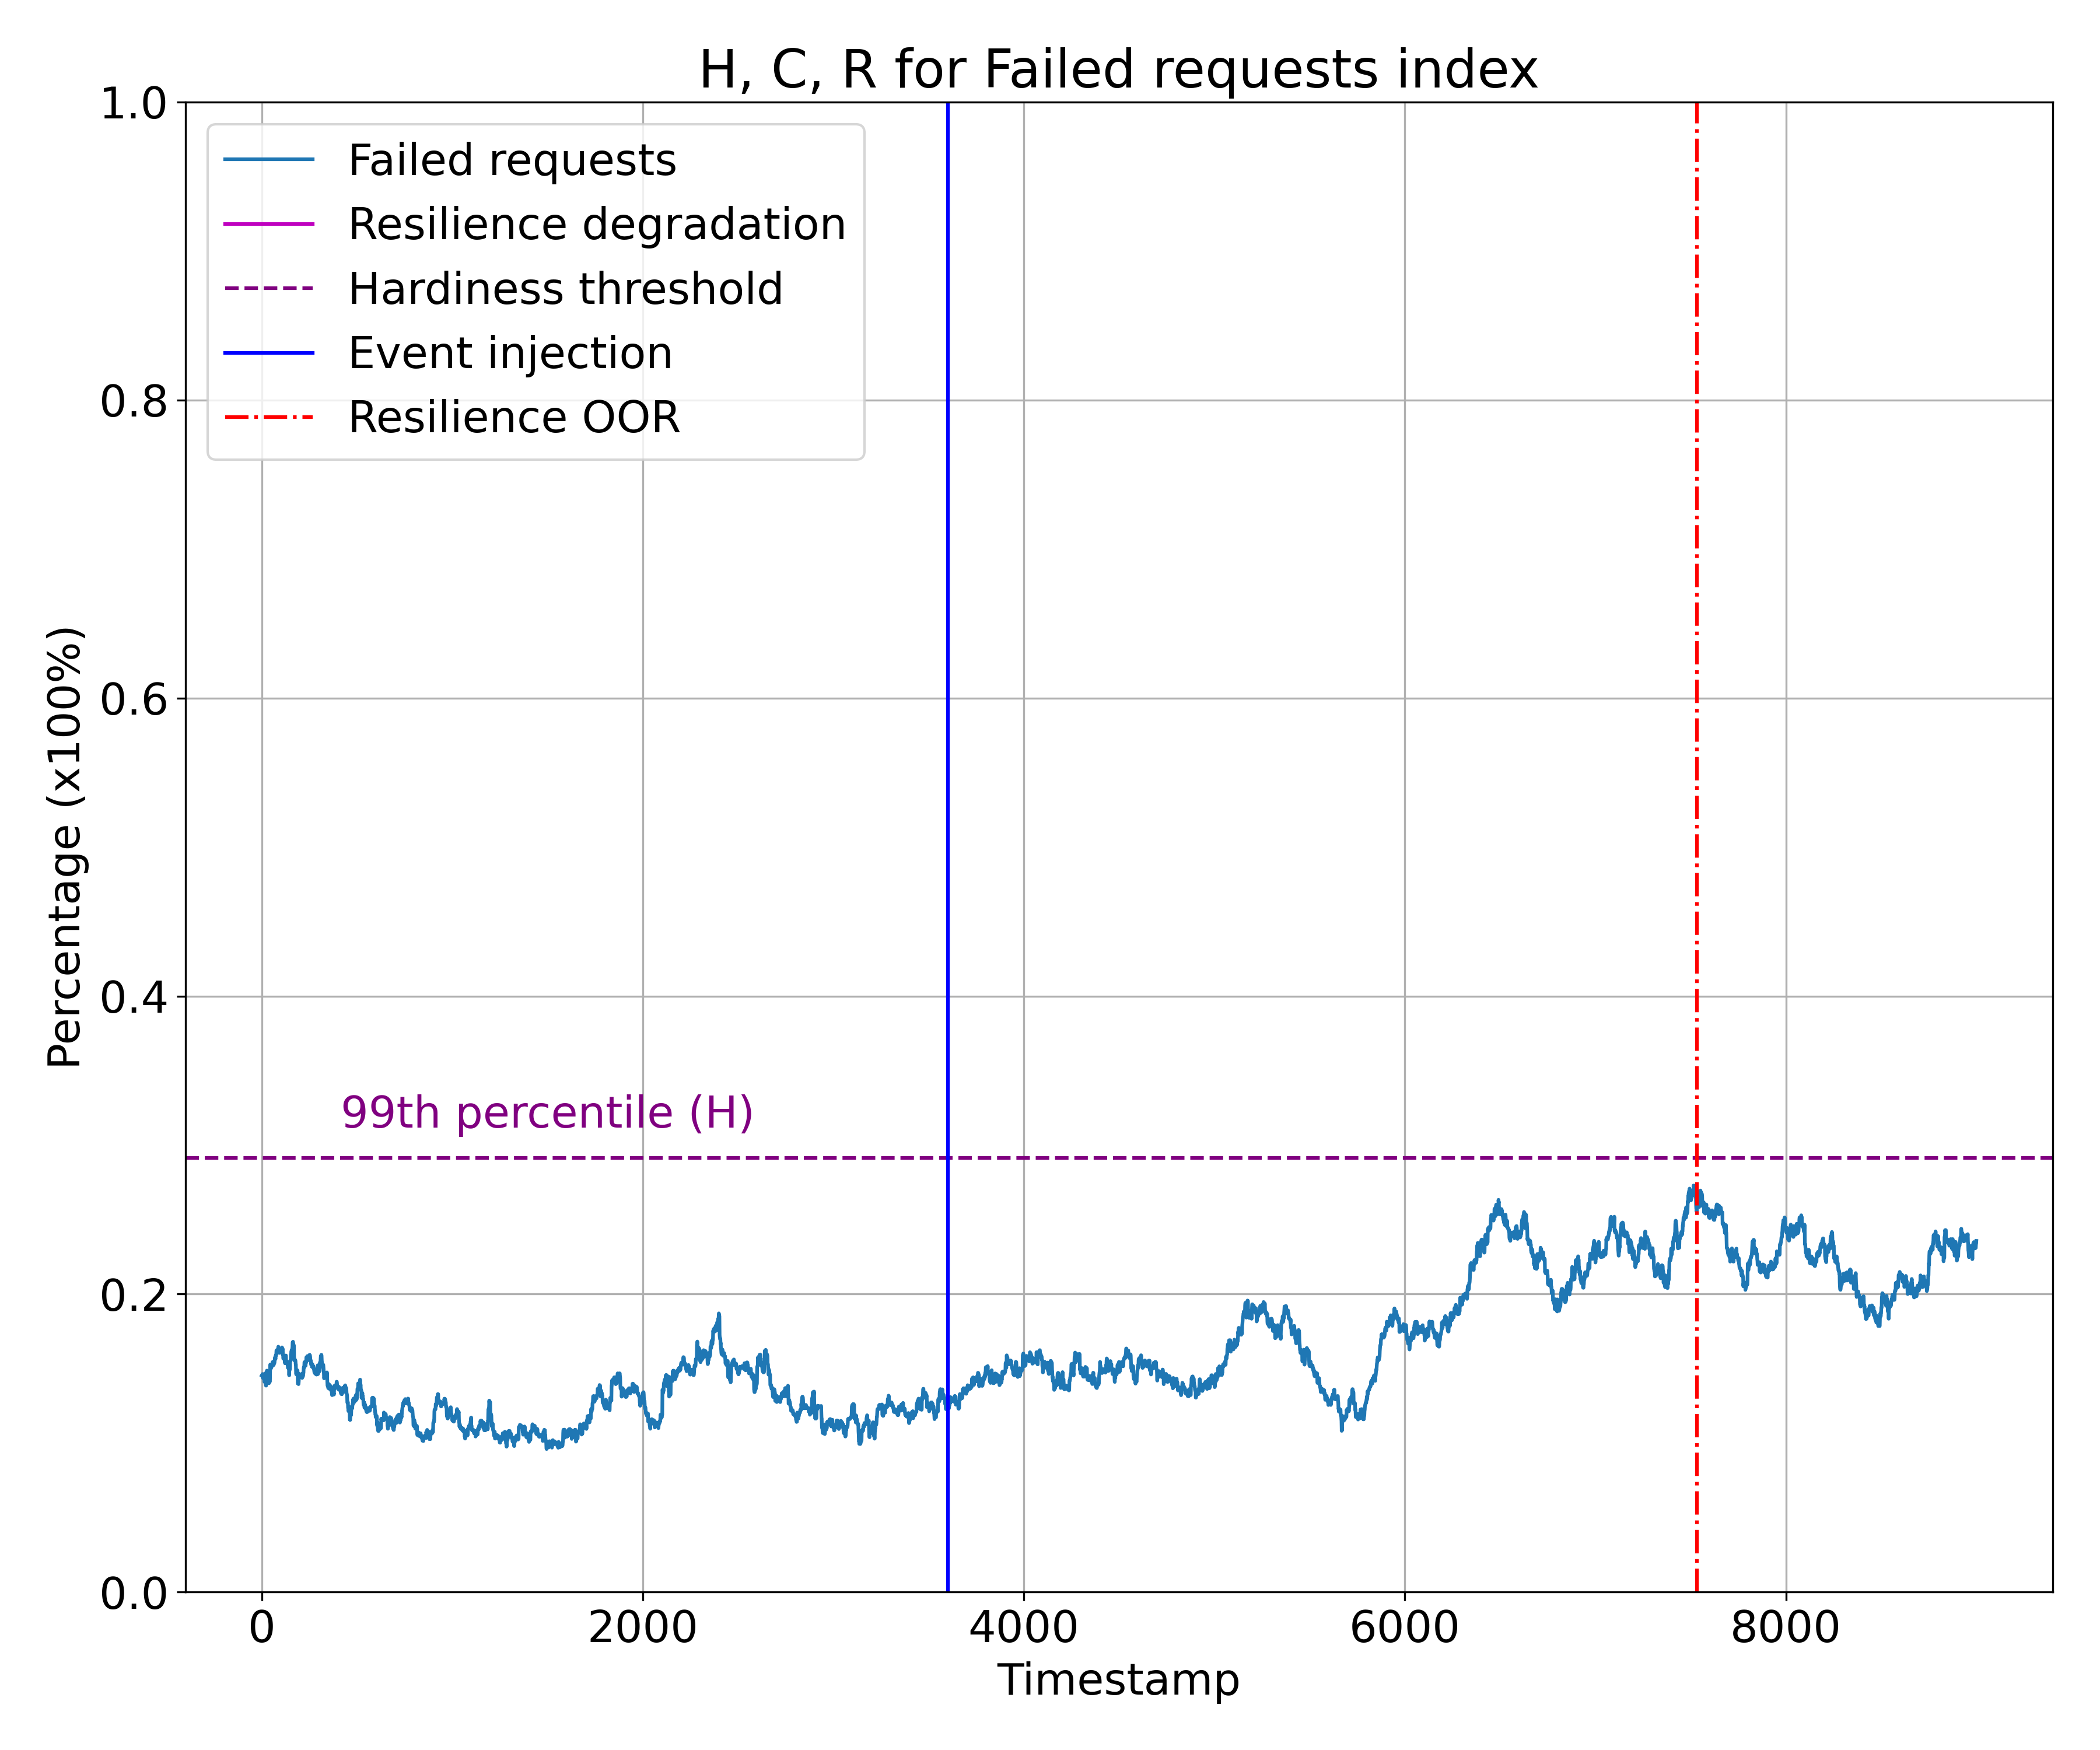 H, C, R for Failed requests index
1.0
0.8
0.6
0.4
0.2
0.0
Percentage (x100%)
Failed requests
Resilience degradation
Hardiness threshold
Event injection
Resilience OOR
99th percentile (H)
0 2000 4000 6000 8000
Timestamp